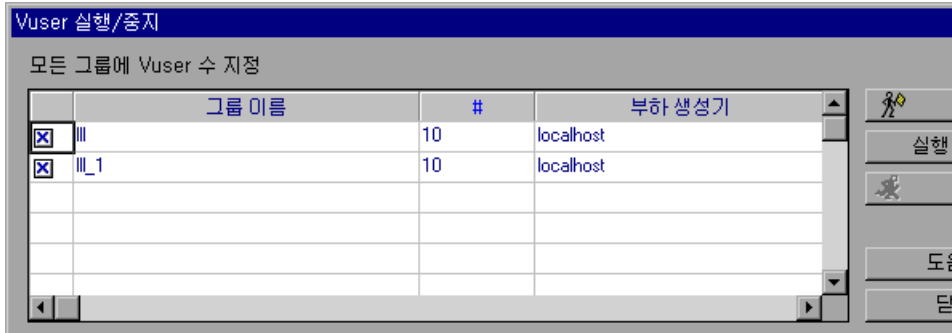 Vuser 실행/중지
모든 그룹에 Vuser 수 지정
그룹 이름 # 부하 생성기
lll 10 localhost
실행
lll_1 10 localhost